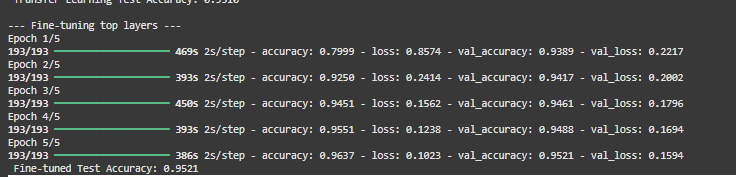 Transfer Learning Test Accuracy: 0.9310
--- Fine-tuning top layers ---
Epoch 1/5
193/193 ━━━━━━━━━━━━━━━━━━━━ 469s 2s/step - accuracy: 0.7999 - loss: 0.8574 - val_accuracy: 0.9389 - val_loss: 0.2217
Epoch 2/5
193/193 ━━━━━━━━━━━━━━━━━━━━ 393s 2s/step - accuracy: 0.9250 - loss: 0.2414 - val_accuracy: 0.9417 - val_loss: 0.2002
Epoch 3/5
193/193 ━━━━━━━━━━━━━━━━━━━━ 450s 2s/step - accuracy: 0.9451 - loss: 0.1562 - val_accuracy: 0.9461 - val_loss: 0.1796
Epoch 4/5
193/193 ━━━━━━━━━━━━━━━━━━━━ 393s 2s/step - accuracy: 0.9551 - loss: 0.1238 - val_accuracy: 0.9488 - val_loss: 0.1694
Epoch 5/5
193/193 ━━━━━━━━━━━━━━━━━━━━ 386s 2s/step - accuracy: 0.9637 - loss: 0.1023 - val_accuracy: 0.9521 - val_loss: 0.1594
Fine-tuned Test Accuracy: 0.9521